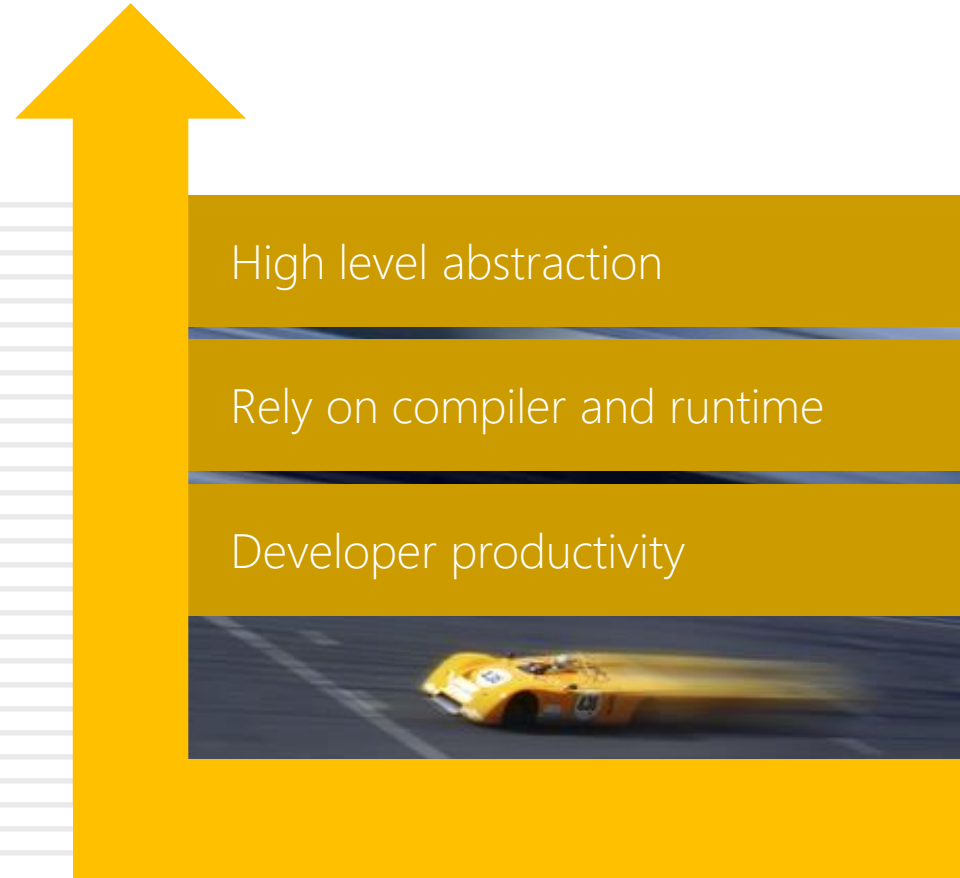 High level abstraction
Rely on compiler and runtime
Developer productivity